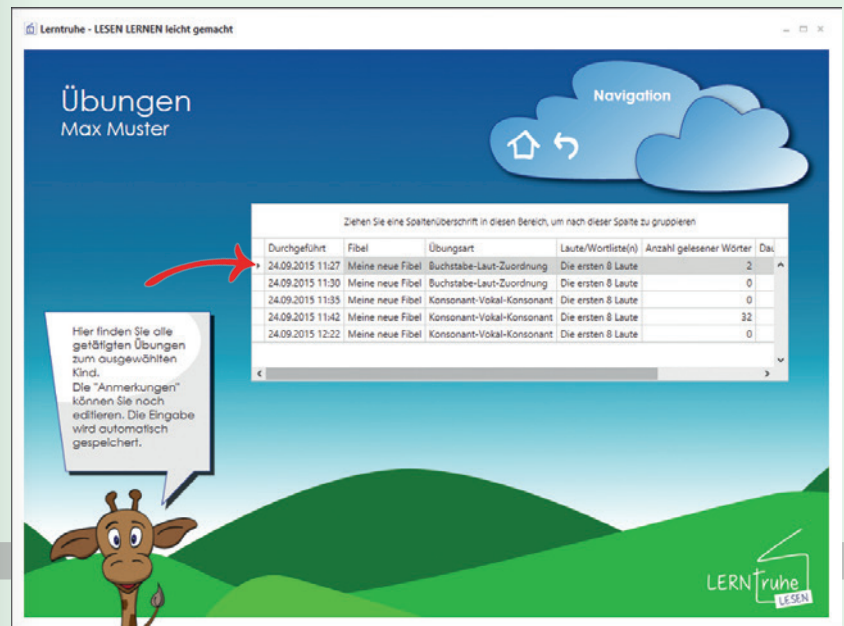 Lerntruhe - LESEN LERNEN leicht gemacht
Übungen
Max Muster
Navigation
Ziehen Sie eine Spaltenüberschrift in diesen Bereich, um nach dieser Spalte zu gruppieren
Durchgeführt Fibel Übungsart Laute/Wortliste(n) Anzahl gelesener Wörter Dau
24.09.2015 11:27 Meine neue Fibel Buchstabe-Laut-Zuordnung Die ersten 8 Laute 2
24.09.2015 11:30 Meine neue Fibel Buchstabe-Laut-Zuordnung Die ersten 8 Laute 0
24.09.2015 11:35 Meine neue Fibel Konsonant-Vokal-Konsonant Die ersten 8 Laute 0
24.09.2015 11:42 Meine neue Fibel Konsonant-Vokal-Konsonant Die ersten 8 Laute 32
24.09.2015 12:22 Meine neue Fibel Konsonant-Vokal-Konsonant Die ersten 8 Laute 0
Hier finden Sie alle
getätigten Übungen
zum ausgewählten
Kind.
Die "Anmerkungen"
können Sie noch
editieren. Die Eingabe
wird automatisch
gespeichert.
LERNTruhe
LESEN